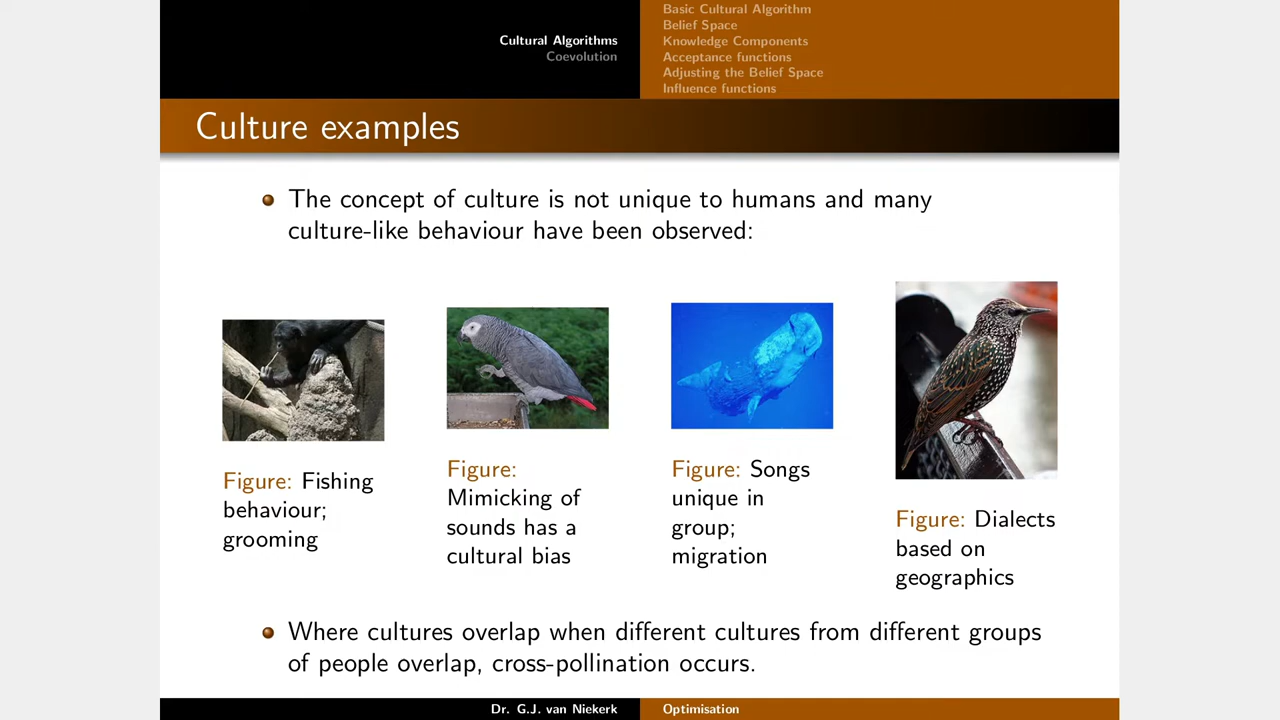 Cultural Algorithms
Coevolution
Basic Cultural Algorithm
Belief Space
Knowledge Components
Acceptance functions
Adjusting the Belief Space
Influence functions
Culture examples
The concept of culture is not unique to humans and many
culture-like behaviour have been observed:
Figure: Fishing
behaviour;
grooming
Figure:
Mimicking of
sounds has a
cultural bias
Figure: Songs
unique in
group;
migration
Figure: Dialects
based on
geographics
Where cultures overlap when different cultures from different groups
of people overlap, cross-pollination occurs.
Dr. G.J. van Niekerk
Optimisation